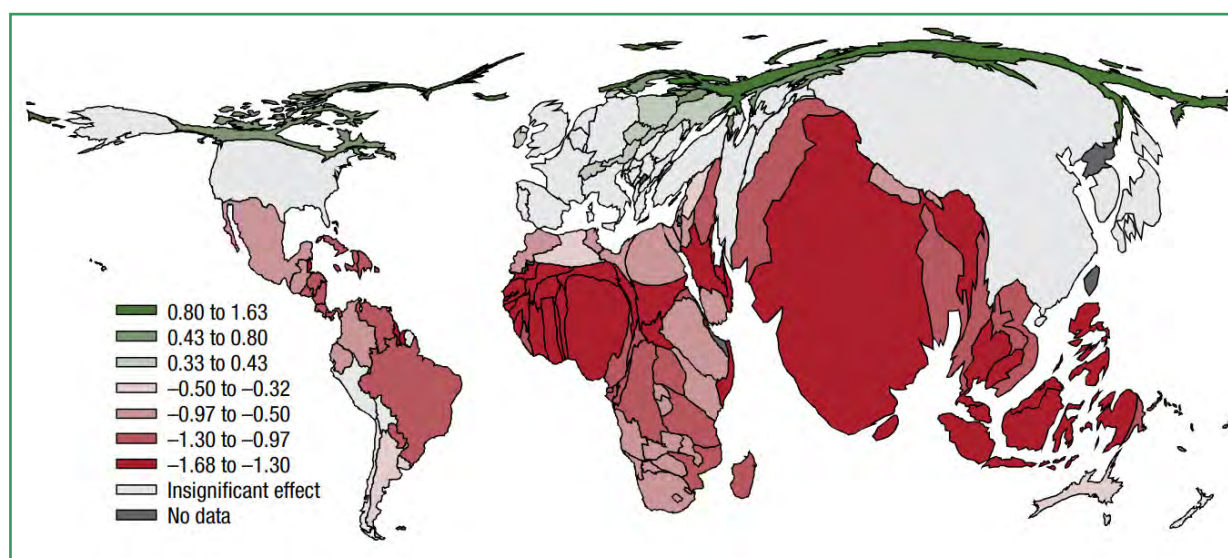 0.80 to 1.63
0.43 to 0.80
0.33 to 0.43
–0.50 to –0.32
–0.97 to –0.50
–1.30 to –0.97
–1.68 to –1.30
Insignificant effect
No data